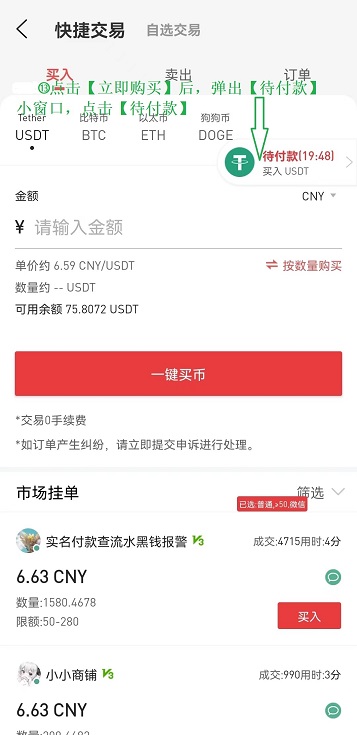 快捷交易 自选交易
买入 卖出 订单
⑬点击【立即购买】后，弹出【待付款】
小窗口，点击【待付款】
Tether 比特币 以太币 狗狗币
USDT BTC ETH DOGE
待付款(19:48)
买入 USDT
金额 CNY
¥ 请输入金额
单价约 6.59 CNY/USDT 按数量购买
数量约 -- USDT
可用余额 75.8072 USDT
一键买币
*交易0手续费
*如订单产生纠纷，请立即提交申诉进行处理。
市场挂单 筛选
已选:普通,≥50,微信
实名付款查流水黑钱报警 V3 成交:4715用时:4分
6.63 CNY
数量:1580.4678
限额:50-280 买入
小小商铺 V3 成交:990用时:3分
6.63 CNY